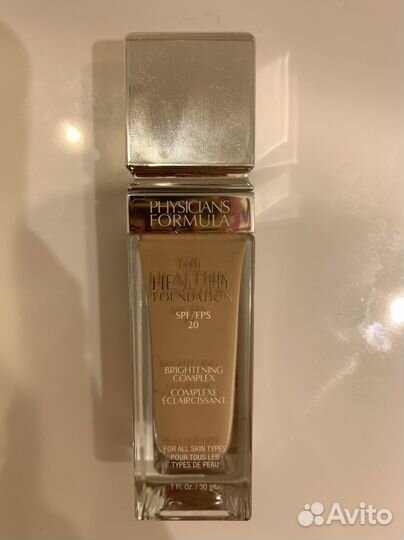 PHYSICIANS
FORMULA
THE
HEALTHY
FOUNDATION
SPF/FPS
20
BRIGHTENING
COMPLEX
COMPLEXE
ÉCLAIRCISSANT
FOR ALL SKIN TYPES
POUR TOUS LES
TYPES DE PEAU
1 Fl. Oz. / 30 mL
Avito